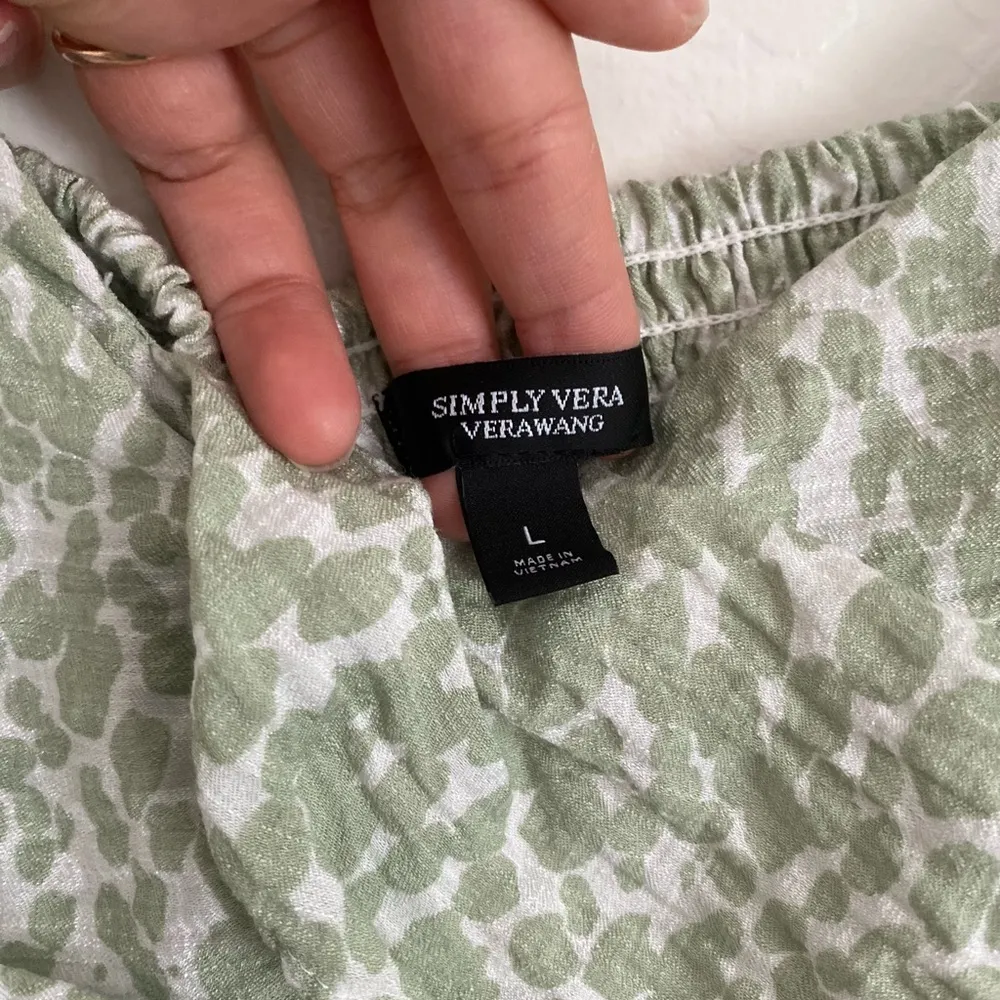 SIMPLY VERA
VERAWANG
L
MADE IN
VIETNAM